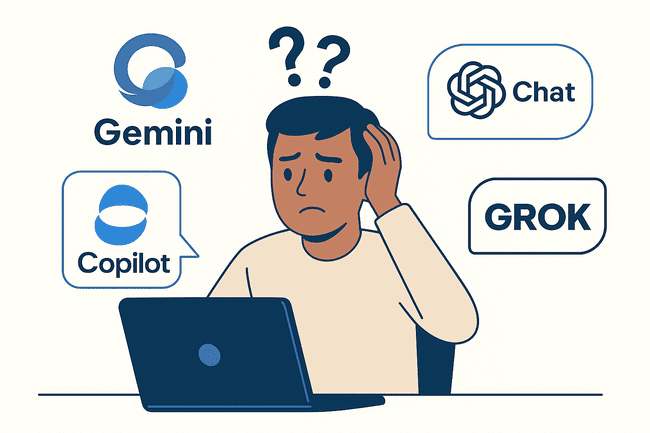 ??
Gemini
Chat
Copilot
GROK